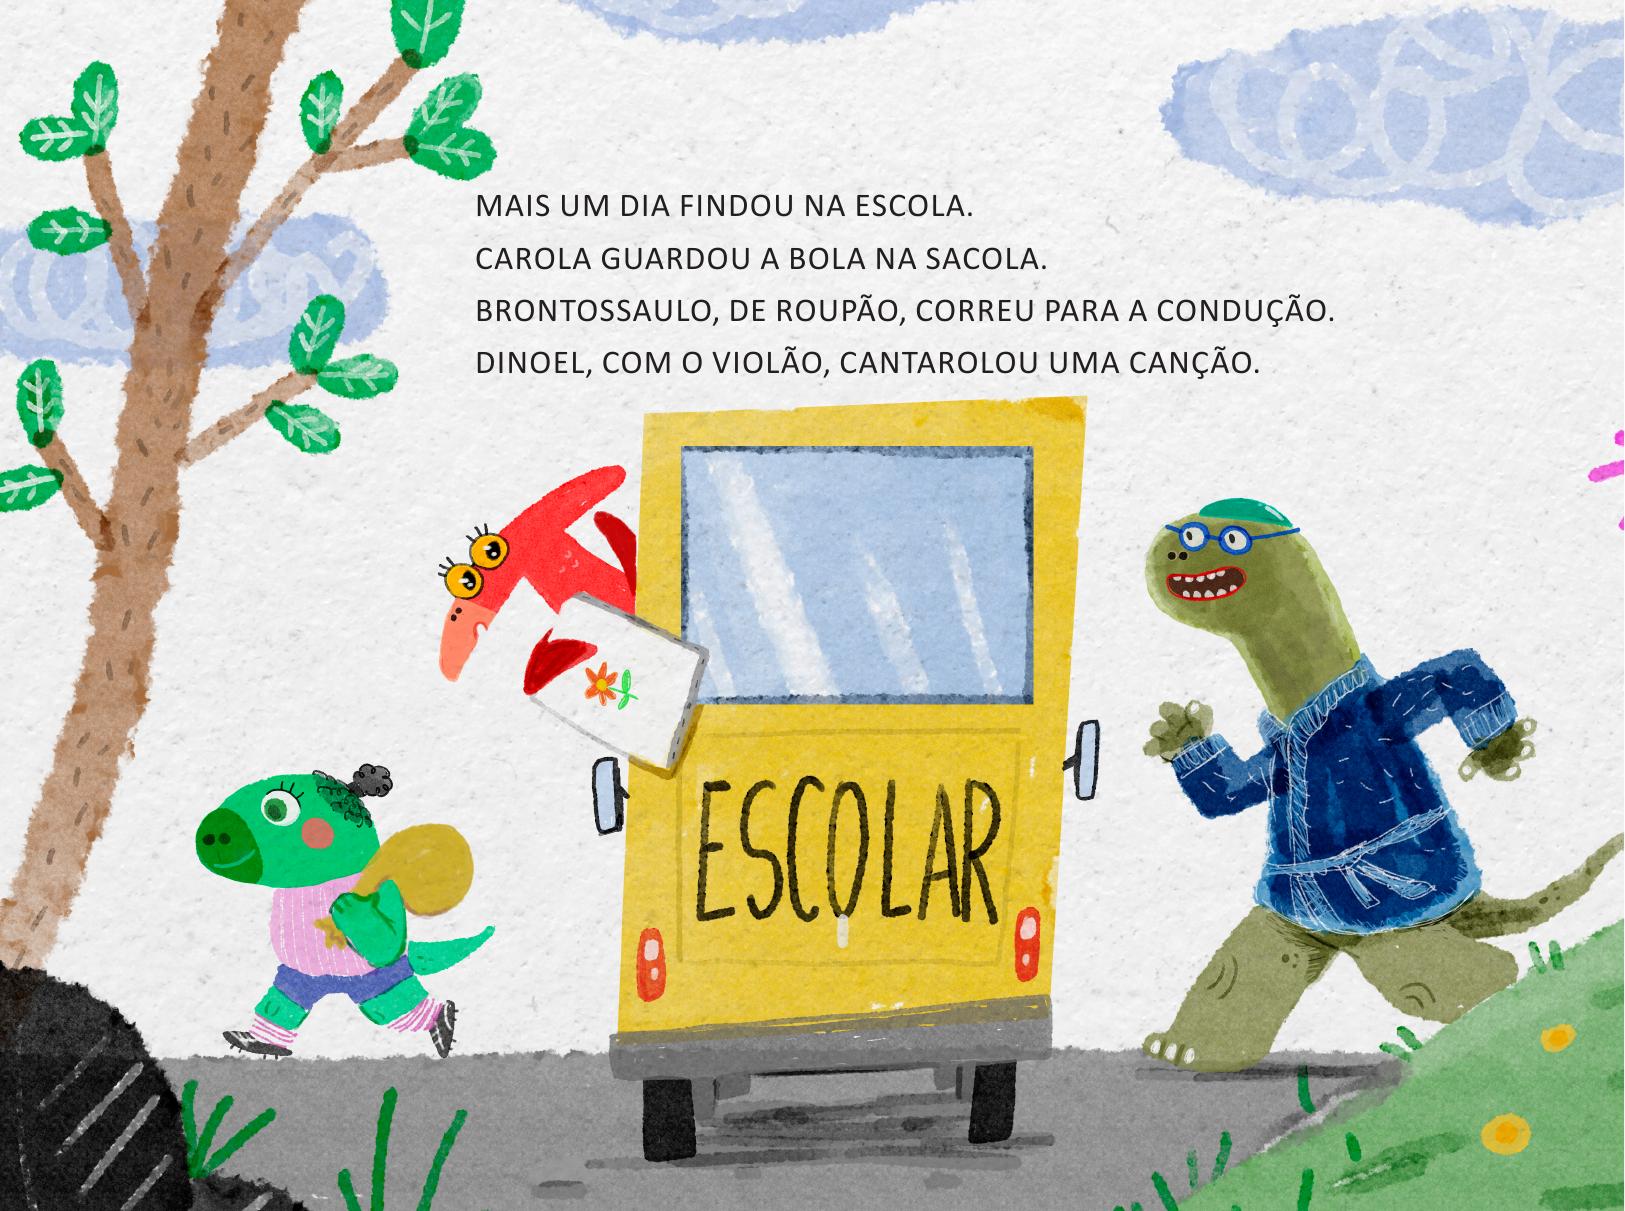 MAIS UM DIA FINDOU NA ESCOLA.
CAROLA GUARDOU A BOLA NA SACOLA.
BRONTOSSAULO, DE ROUPÃO, CORREU PARA A CONDUÇÃO.
DINOEL, COM O VIOLÃO, CANTAROLOU UMA CANÇÃO.
ESCOLAR